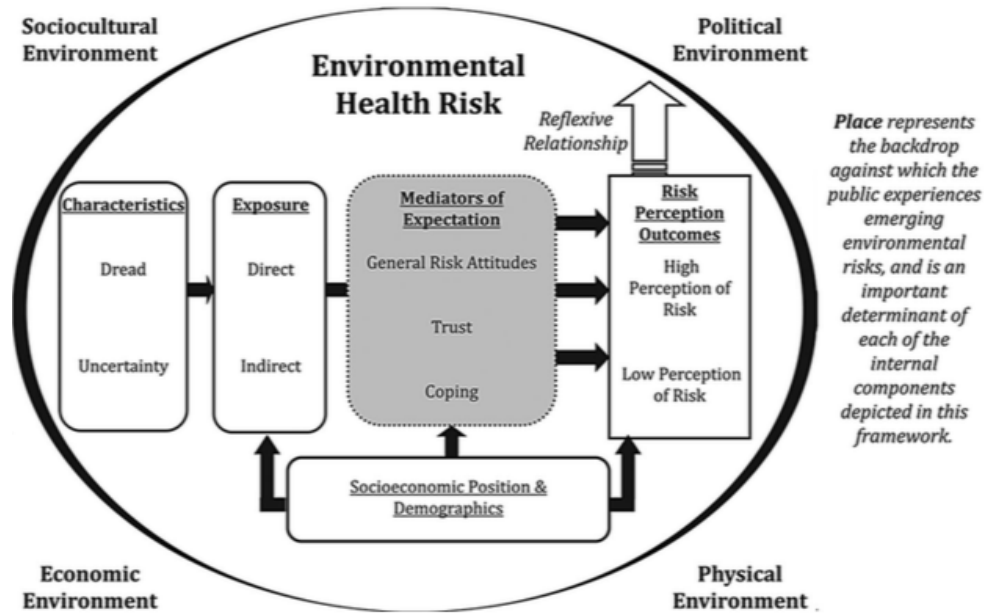 Sociocultural
Environment
Political
Environment
Environmental
Health Risk
Reflexive
Relationship
Characteristics
Dread
Uncertainty
Exposure
Direct
Indirect
Mediators of
Expectation
General Risk Attitudes
Trust
Coping
Risk
Perception
Outcomes
High
Perception of
Risk
Low Perception
of Risk
Socioeconomic Position &
Demographics
Economic
Environment
Physical
Environment
Place represents
the backdrop
against which the
public experiences
emerging
environmental
risks, and is an
important
determinant of
each of the
internal
components
depicted in this
framework.